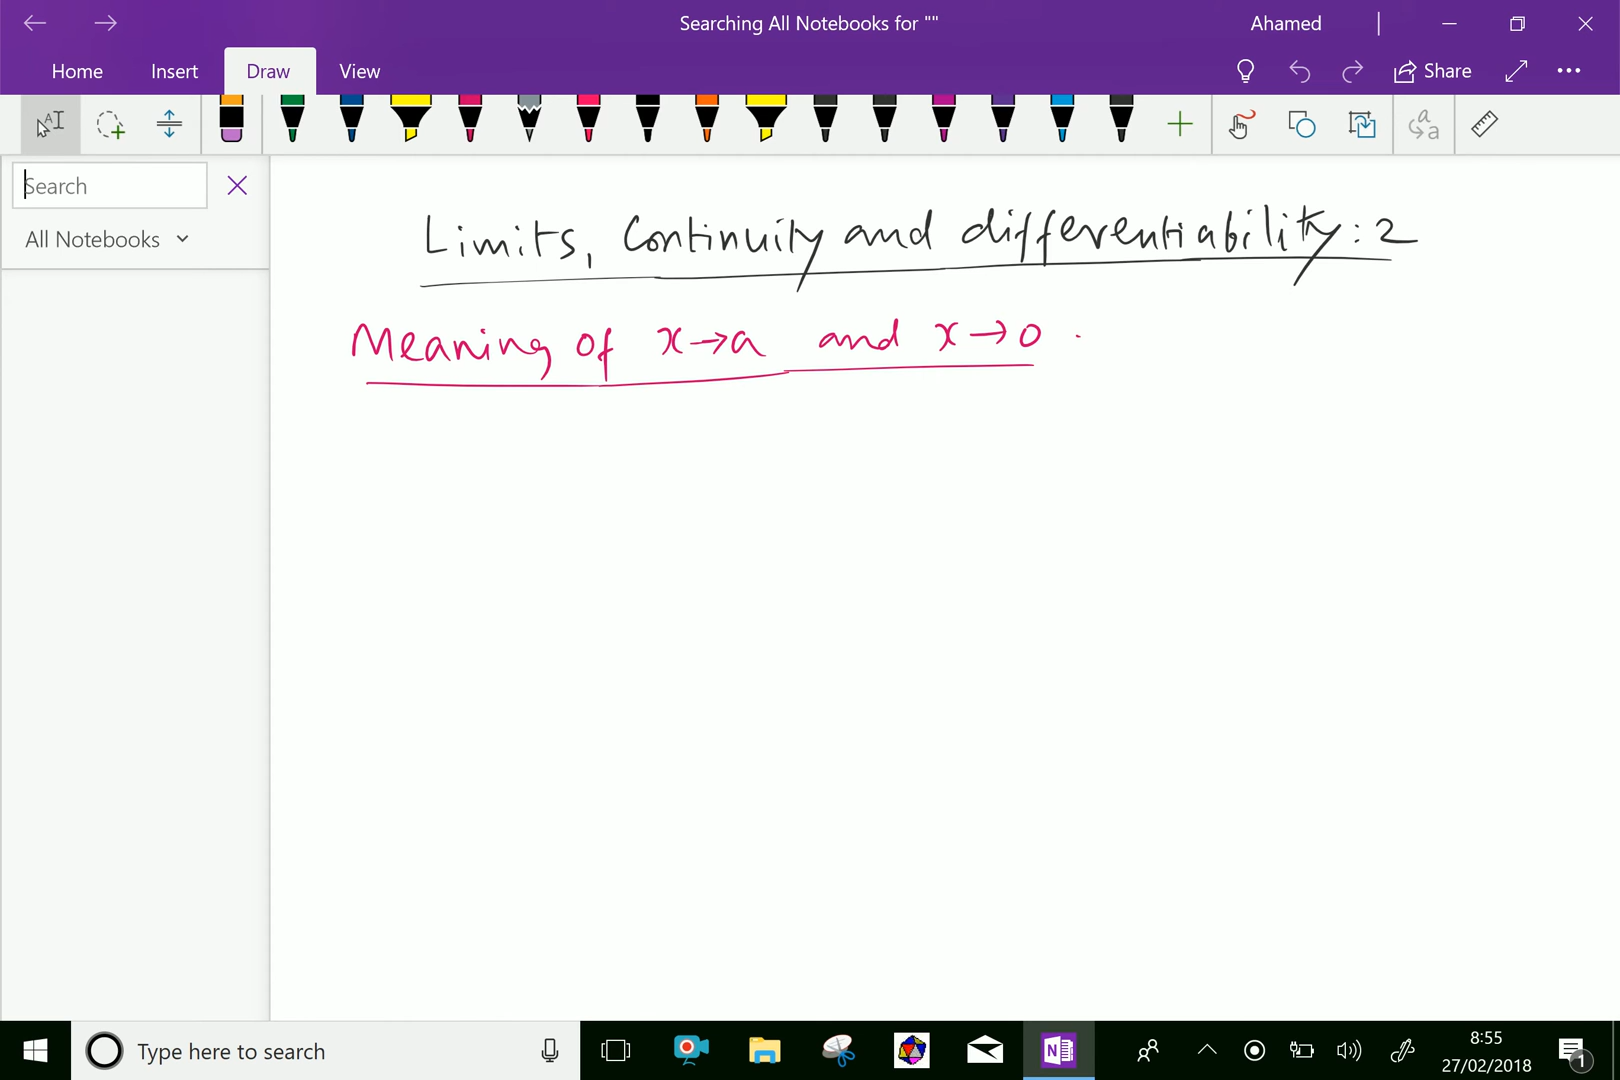 Searching All Notebooks for ""
Ahamed
Home Insert Draw View
Share
Search
All Notebooks
Limits, Continuity and differentiability : 2
Meaning of x→a and x→0 .
Type here to search
8:55
27/02/2018
1